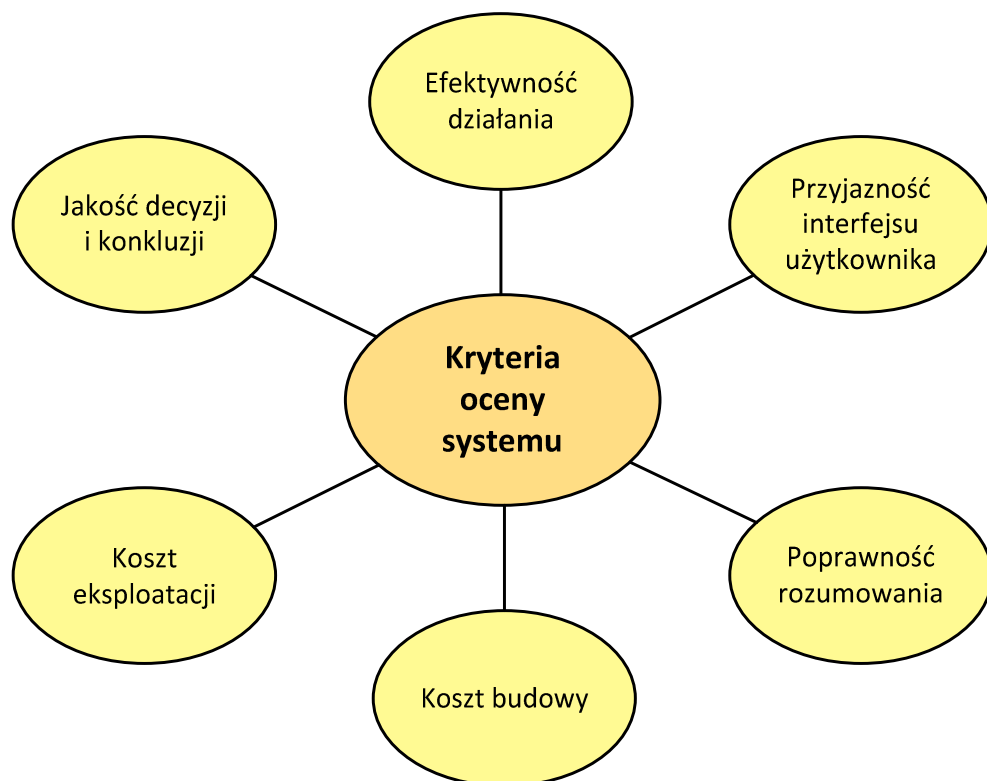 Efektywność
działania
Jakość decyzji
i konkluzji
Przyjazność
interfejsu
użytkownika
Kryteria
oceny
systemu
Koszt
eksploatacji
Poprawność
rozumowania
Koszt budowy